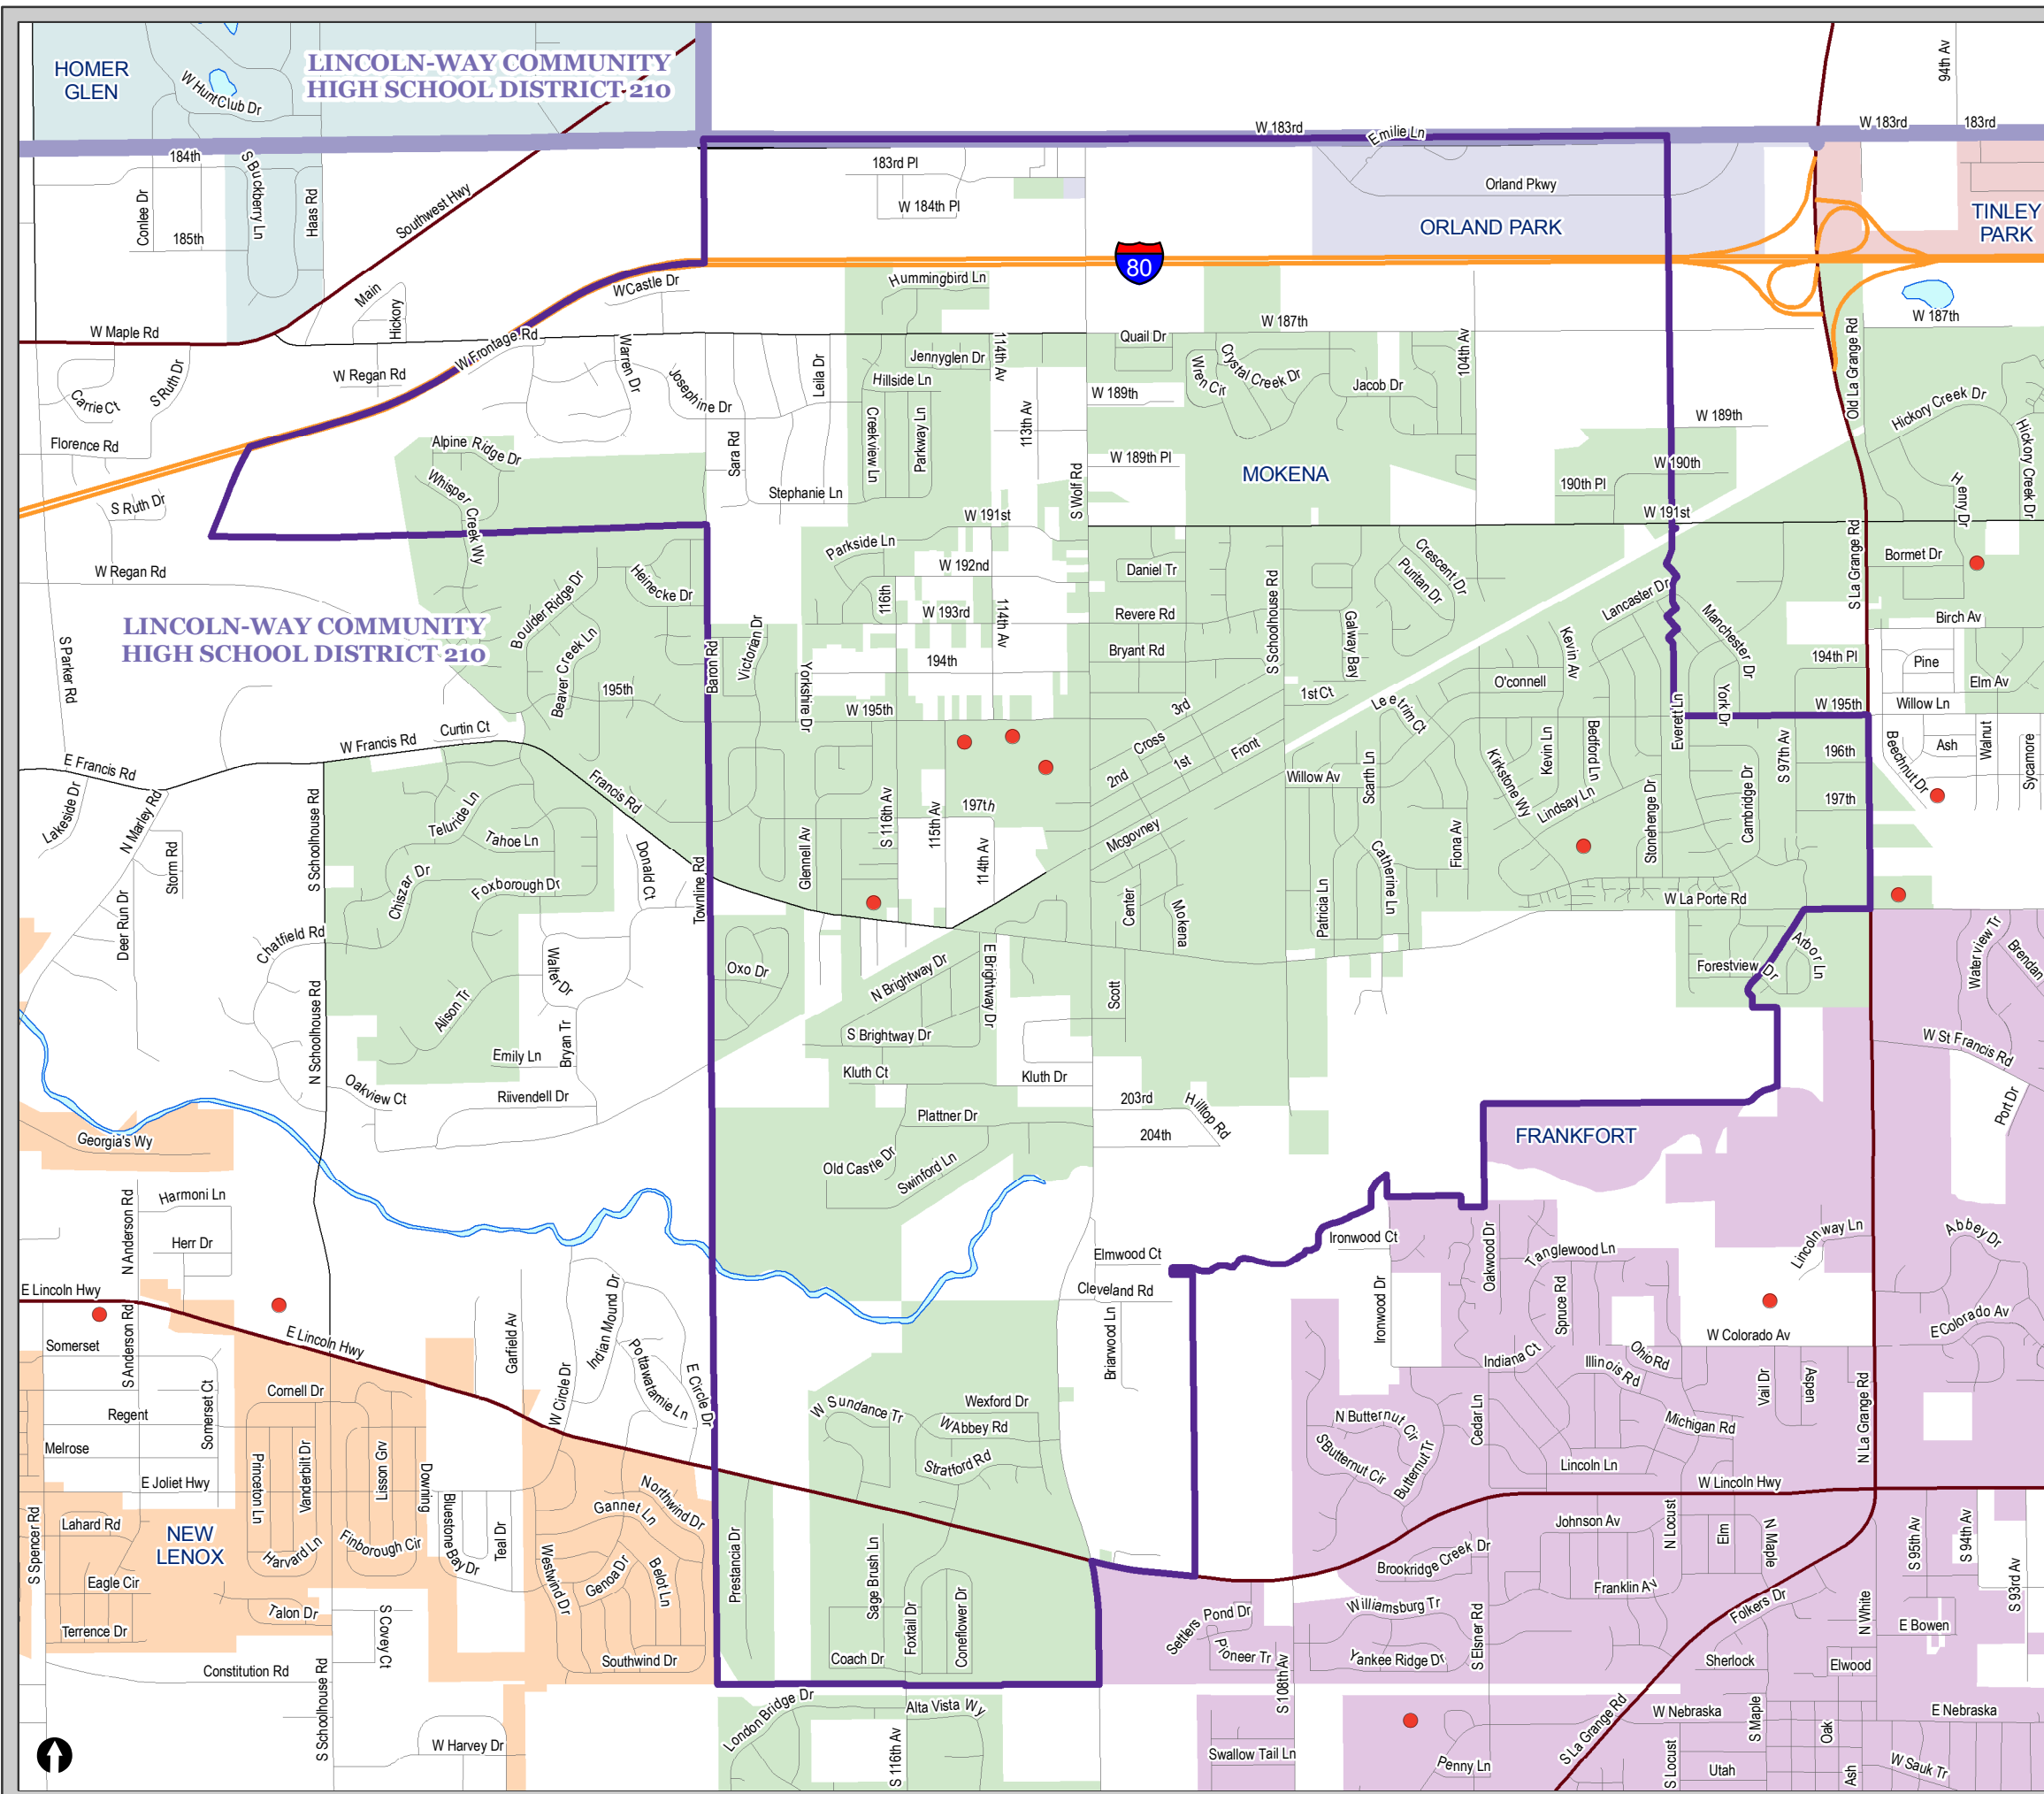 HOMER
GLEN
LINCOLN-WAY COMMUNITY
HIGH SCHOOL DISTRICT 210
94th Av
W Hunt Club Dr
W 183rd
Emilie Ln
W 183rd
183rd
184th
S Buckberry Ln
183rd Pl
Orland Pkwy
Conlee Dr
Haas Rd
Southwest Hwy
W 184th Pl
ORLAND PARK
TINLEY
PARK
185th
80
Main
Hickory
W Castle Dr
Hummingbird Ln
W Maple Rd
W Frontage Rd
Quail Dr
W 187th
104th Av
Old La Grange Rd
W 187th
W Regan Rd
Warren Dr
Josephine Dr
Leila Dr
Jennyglen Dr
114th Av
Hillside Ln
Wren Cir
Crystal Creek Dr
Jacob Dr
Carrie Ct
S Ruth Dr
W 189th
W 189th
Hickory Creek Dr
Hickory Creek Dr
Florence Rd
Alpine Ridge Dr
Sara Rd
Creekview Ln
Parkway Ln
113th Av
W 189th Pl
MOKENA
W 190th
190th Pl
Whisper Creek Wy
Stephanie Ln
S Wolf Rd
Henry Dr
S Ruth Dr
W 191st
W 191st
Parkside Ln
W 192nd
Daniel Tr
Crescent Dr
Puritan Dr
S La Grange Rd
Bormet Dr
W Regan Rd
Heinecke Dr
Boulder Ridge Dr
Beaver Creek Ln
116th
W 193rd
114th Av
Revere Rd
S Schoolhouse Rd
Galway Bay
Lancaster Dr
Manchester Dr
Birch Av
LINCOLN-WAY COMMUNITY
HIGH SCHOOL DISTRICT 210
S Parker Rd
Baron Rd
Victorian Dr
Yorkshire Dr
194th
Bryant Rd
Kevin Av
194th Pl
Pine
195th
O'connell
Elm Av
1st Ct
Leetrim Ct
York Dr
Everett Ln
W 195th
Willow Ln
W 195th
3rd
Cross
2nd
1st
Front
Curtin Ct
W Francis Rd
E Francis Rd
Francis Rd
Willow Av
Scarth Ln
Kirkstone Wy
Kevin Ln
Bedford Ln
Lindsay Ln
S 97th Av
196th
Beechnut Dr
Ash
Walnut
Sycamore
Lakeside Dr
N Marley Rd
S Schoolhouse Rd
Teluride Ln
Tahoe Ln
197th
S 116th Av
115th Av
114th Av
Mcgovney
Stonehenge Dr
Cambridge Dr
197th
Storm Rd
Deer Run Dr
Chiszar Dr
Foxborough Dr
Donald Ct
Townline Rd
Glennell Av
Center
Mokena
Patricia Ln
Catherine Ln
Fiona Av
W La Porte Rd
Chatfield Rd
Walter Dr
Oxo Dr
N Brightway Dr
E Brightway Dr
Forestview Dr
Arbor Ln
Waterview Tr
Brendan
N Schoolhouse Rd
Alison Tr
Scott
Emily Ln
Bryan Tr
S Brightway Dr
W St Francis Rd
Oakview Ct
Riivendell Dr
Kluth Ct
Kluth Dr
Port Dr
Plattner Dr
203rd
Hilltop Rd
204th
FRANKFORT
Georgia's Wy
Old Castle Dr
Swinford Ln
Harmoni Ln
N Anderson Rd
Herr Dr
Ironwood Ct
Oakwood Dr
Tanglewood Ln
Lincolnway Ln
Abbey Dr
E Lincoln Hwy
Elmwood Ct
Cleveland Rd
Ironwood Dr
Spruce Rd
S Anderson Rd
E Lincoln Hwy
Garfield Av
Indian Mound Dr
Briarwood Ln
W Colorado Av
E Colorado Av
Somerset
Pottawatamie Ln
Indiana Ct
Illinois Rd
Ohio Rd
Somerset Ct
Cornell Dr
W Circle Dr
E Circle Dr
W Sundance Tr
Wexford Dr
W Abbey Rd
Vail Dr
Aspen
N La Grange Rd
Regent
Melrose
N Butternut Cir
S Butternut Cir
Butternut Tr
Cedar Ln
Michigan Rd
Stratford Rd
Lincoln Ln
W Lincoln Hwy
E Joliet Hwy
Princeton Ln
Vanderbilt Dr
Lisson Grv
Dowring
Bluestone Bay Dr
Teal Dr
Gannet Ln
Northwind Dr
S Spencer Rd
Lahard Rd
NEW
LENOX
Harvard Ln
Finborough Cir
Westwind Dr
Genoa Dr
Belot Ln
Prestancia Dr
Sage Brush Ln
Foxtail Dr
Coneflower Dr
Johnson Av
N Locust
Elm
N Maple
S 95th Av
S 94th Av
S 93rd Av
Eagle Cir
Brookridge Creek Dr
Franklin Av
Folkers Dr
Talon Dr
Terrence Dr
S Covey Ct
Settlers Pond Dr
Pioneer Tr
Williamsburg Tr
Yankee Ridge Dr
S Elsner Rd
N White
E Bowen
Constitution Rd
Southwind Dr
Coach Dr
Sherlock
Elwood
S Schoolhouse Rd
London Bridge Dr
Alta Vista Wy
S 108th Av
S La Grange Rd
W Nebraska
S Maple
Oak
E Nebraska
W Harvey Dr
S 116th Av
Swallow Tail Ln
Penny Ln
S Locust
Utah
Ash
W Sauk Tr